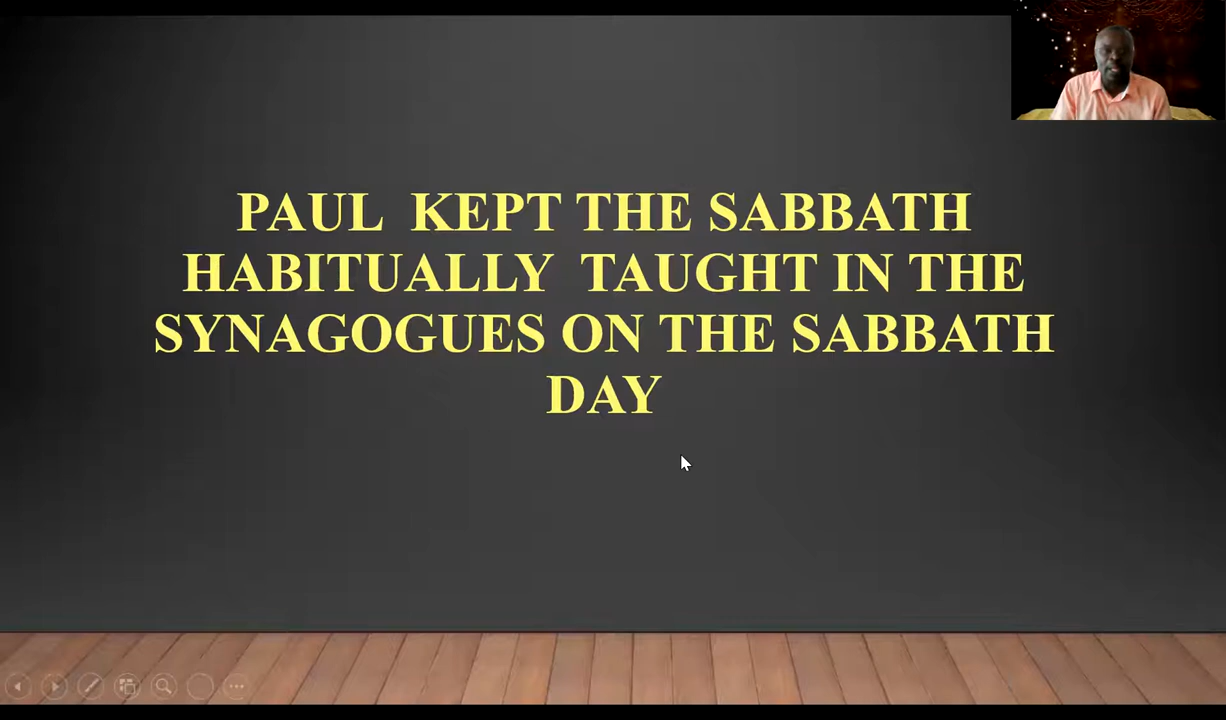 PAUL KEPT THE SABBATH
HABITUALLY TAUGHT IN THE
SYNAGOGUES ON THE SABBATH
DAY